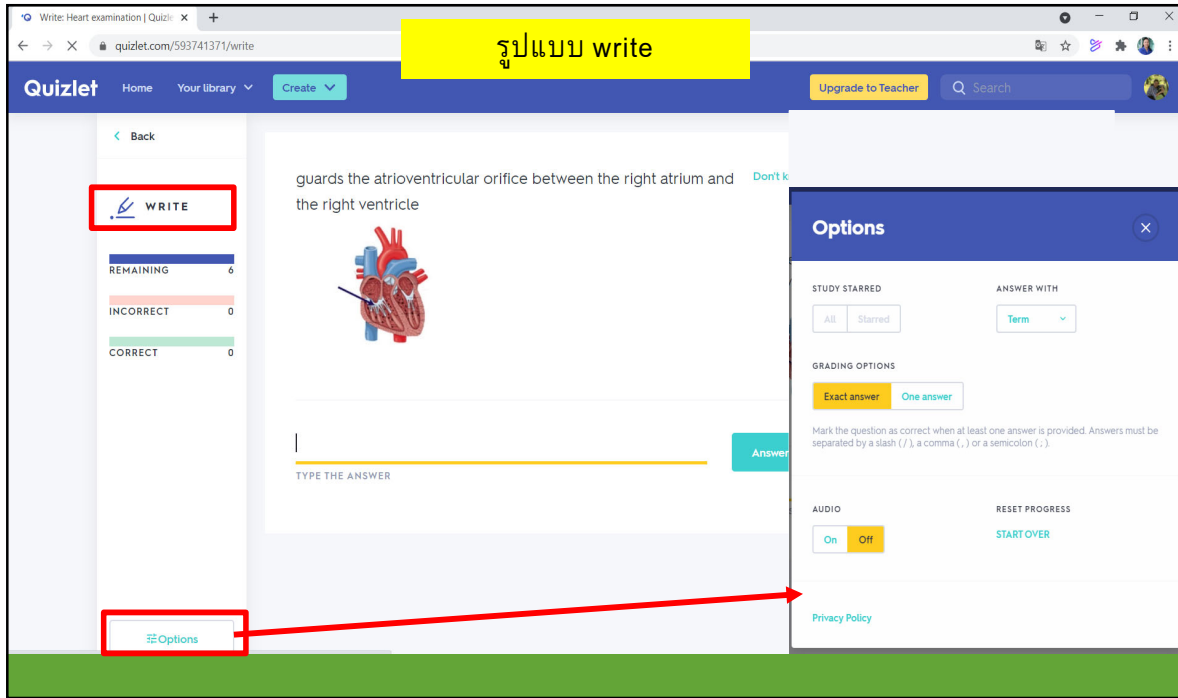 Write: Heart examination | Quizle
quizlet.com/593741371/write
รูปแบบ write
Quizlet
Home
Your library
Create
Upgrade to Teacher
Search
Back
WRITE
REMAINING 6
INCORRECT 0
CORRECT 0
Options
guards the atrioventricular orifice between the right atrium and
the right ventricle
Don't k
TYPE THE ANSWER
Answer
Options
STUDY STARRED
All Starred
ANSWER WITH
Term
GRADING OPTIONS
Exact answer One answer
Mark the question as correct when at least one answer is provided. Answers must be
separated by a slash ( / ), a comma ( , ) or a semicolon ( ; ).
AUDIO
On Off
RESET PROGRESS
START OVER
Privacy Policy